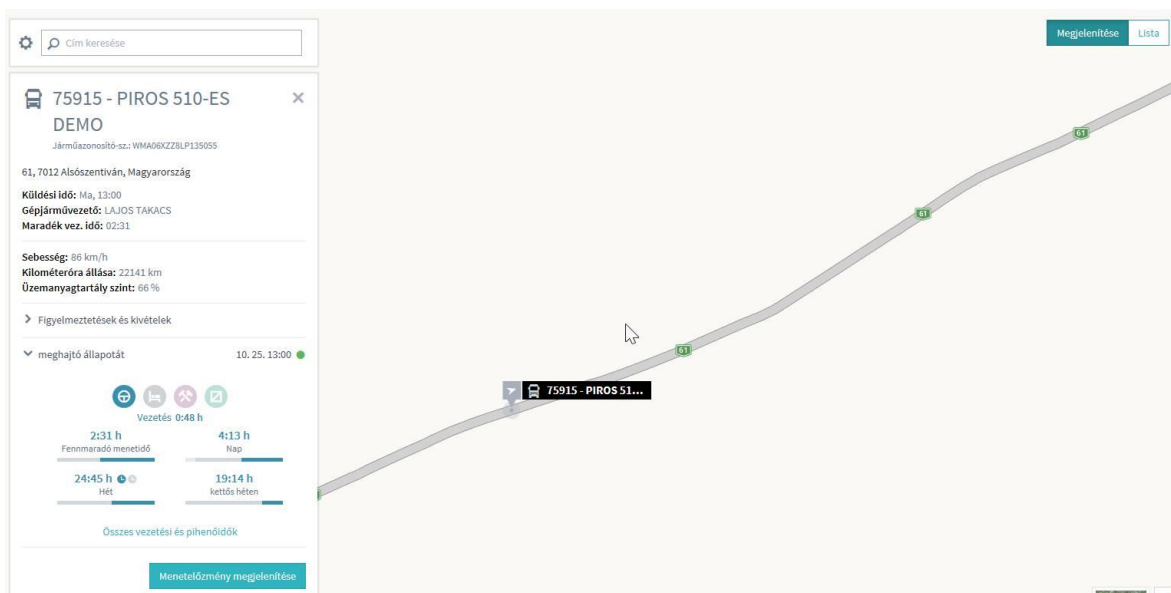 Cím keresése
Megjelenítése Lista
75915 - PIROS 510-ES
DEMO
Járműazonosító-sz.: WMA06XZZ8LP135055
61, 7012 Alsószentiván, Magyarország
Küldési idő: Ma, 13:00
Gépjárművezető: LAJOS TAKACS
Maradék vez. idő: 02:31
Sebesség: 86 km/h
Kilométeróra állása: 22141 km
Üzemanyagtartály szint: 66 %
Figyelmeztetések és kivételek
meghajtó állapotát 10. 25. 13:00
Vezetés 0:48 h
2:31 h 4:13 h
Fennmaradó menetidő Nap
24:45 h 19:14 h
Hét kettős héten
Összes vezetési és pihenőidők
Menetelőzmény megjelenítése
61
61
61
75915 - PIROS 51...